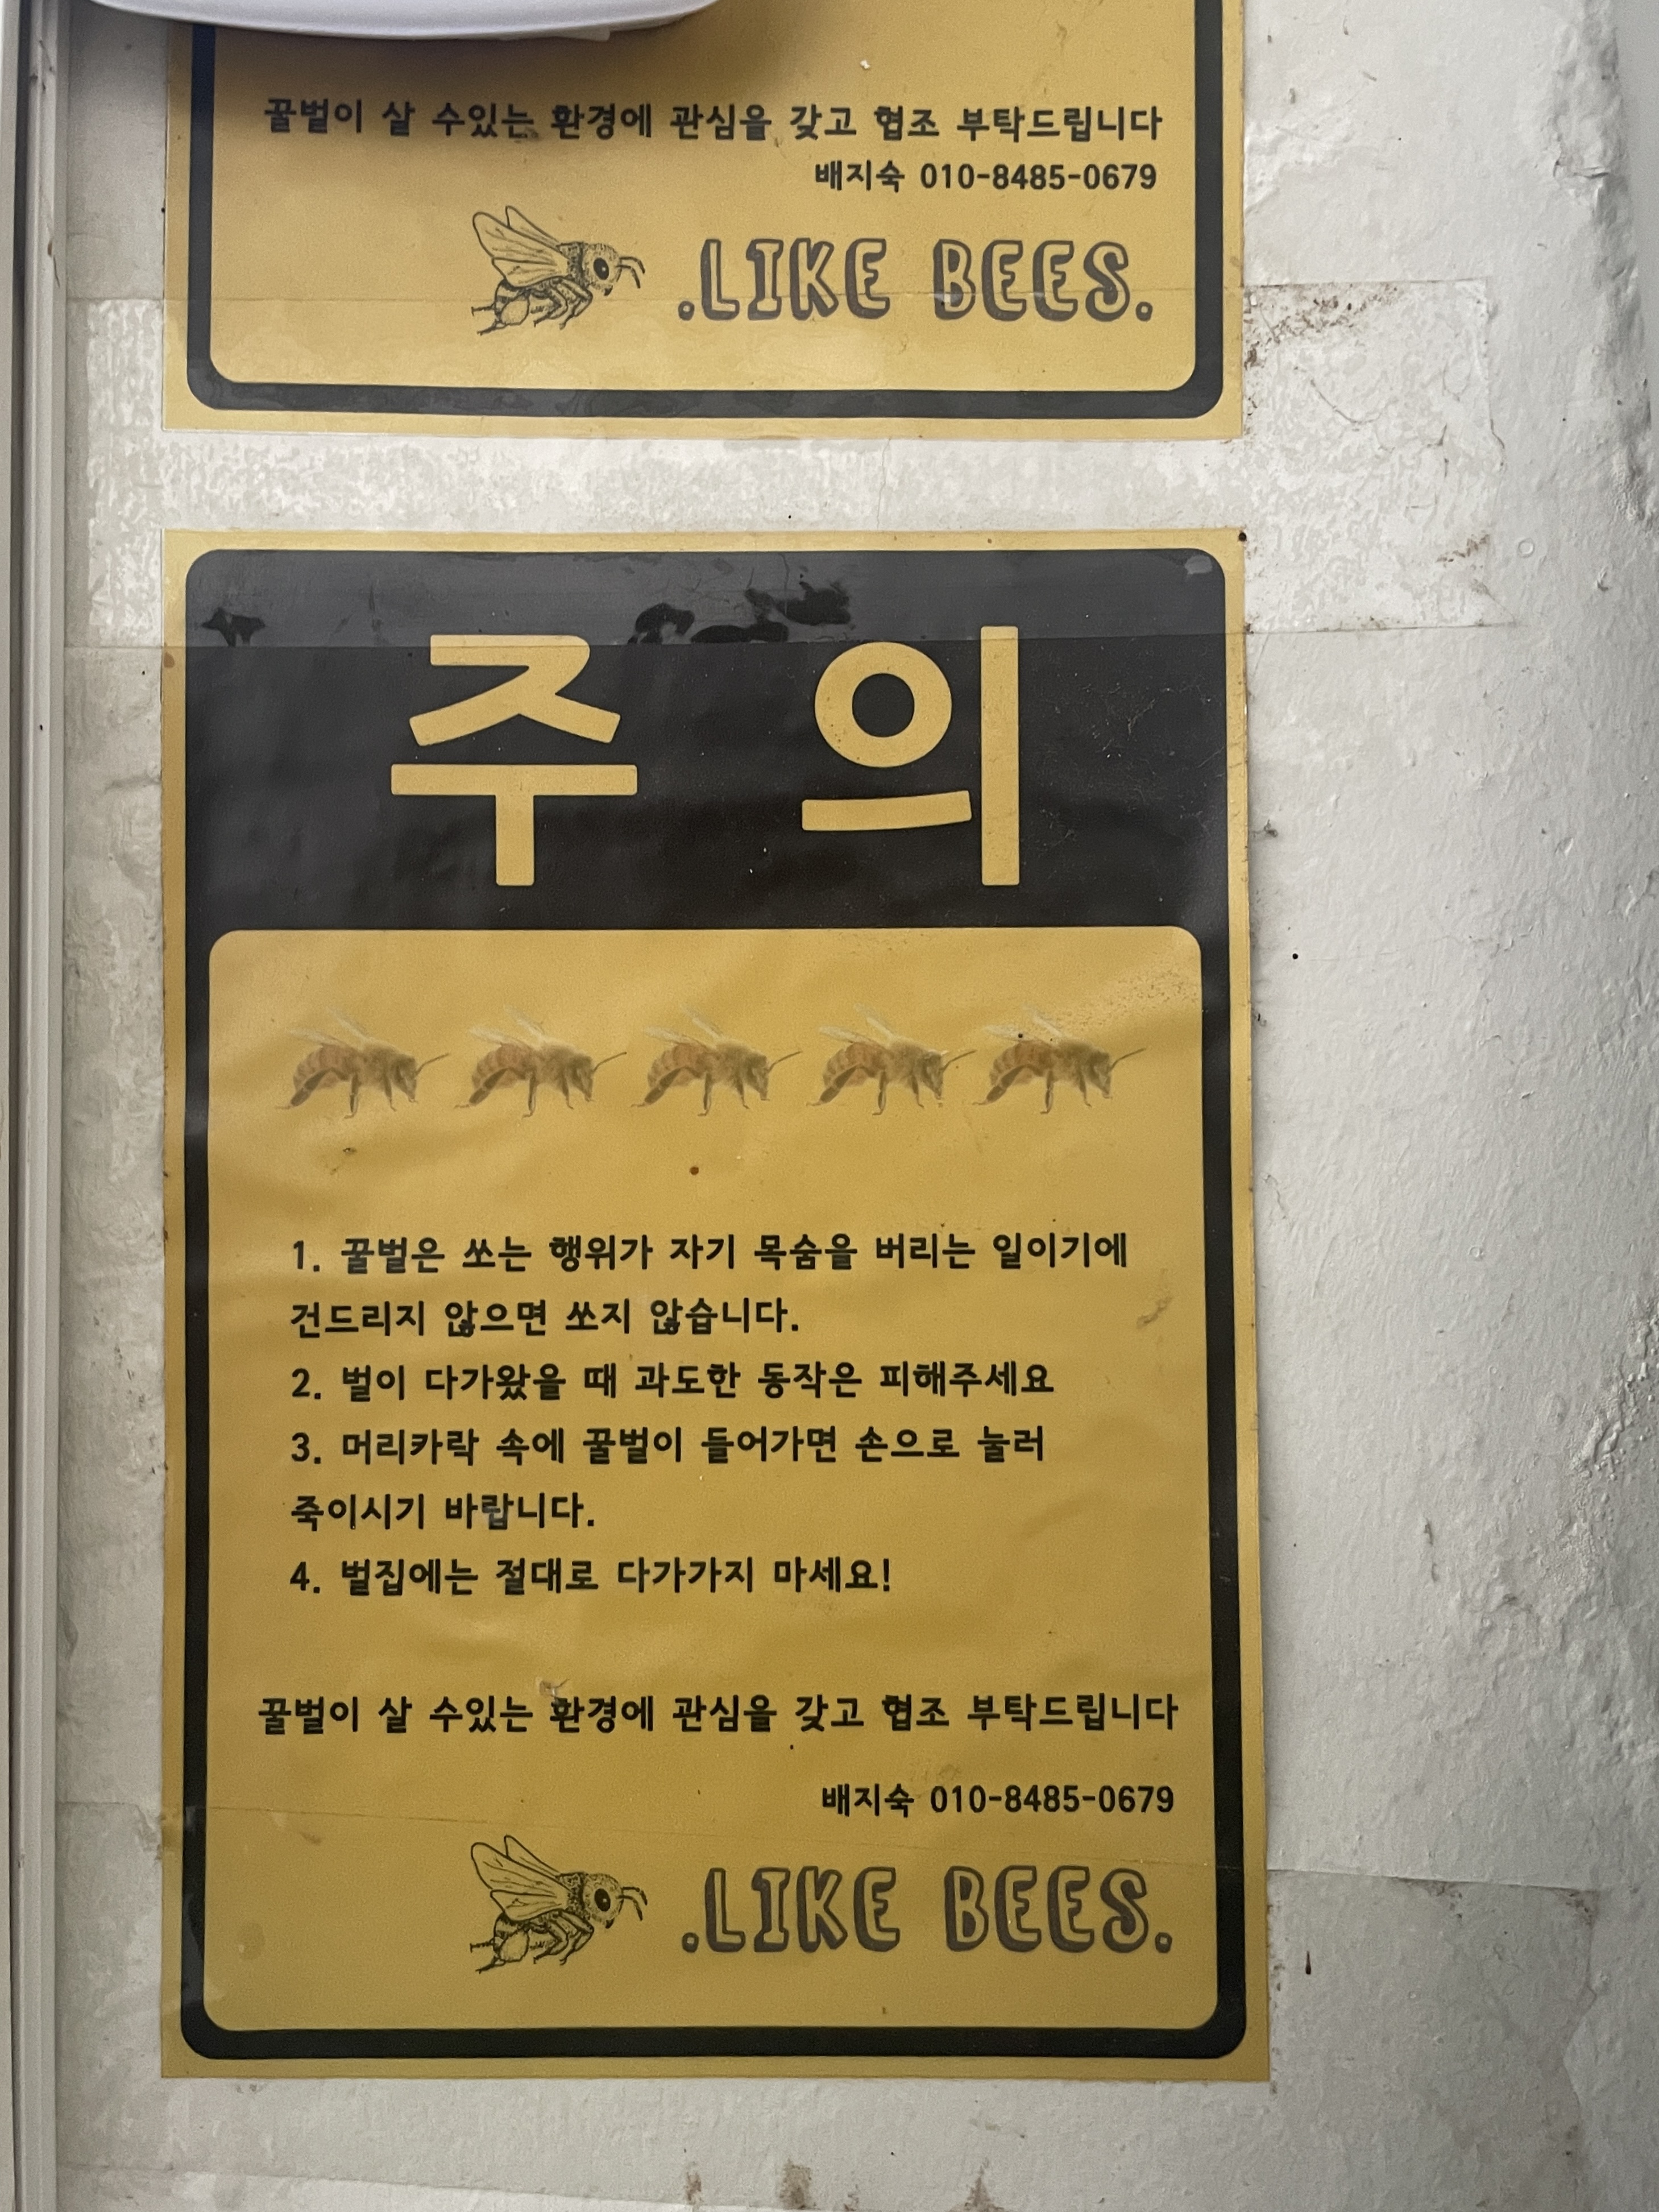 꿀벌이 살 수있는 환경에 관심을 갖고 협조 부탁드립니다
배지숙 010-8485-0679
.LIKE BEES.
주 의
1. 꿀벌은 쏘는 행위가 자기 목숨을 버리는 일이기에
건드리지 않으면 쏘지 않습니다.
2. 벌이 다가왔을 때 과도한 동작은 피해주세요
3. 머리카락 속에 꿀벌이 들어가면 손으로 눌러
죽이시기 바랍니다.
4. 벌집에는 절대로 다가가지 마세요!
꿀벌이 살 수있는 환경에 관심을 갖고 협조 부탁드립니다
배지숙 010-8485-0679
.LIKE BEES.